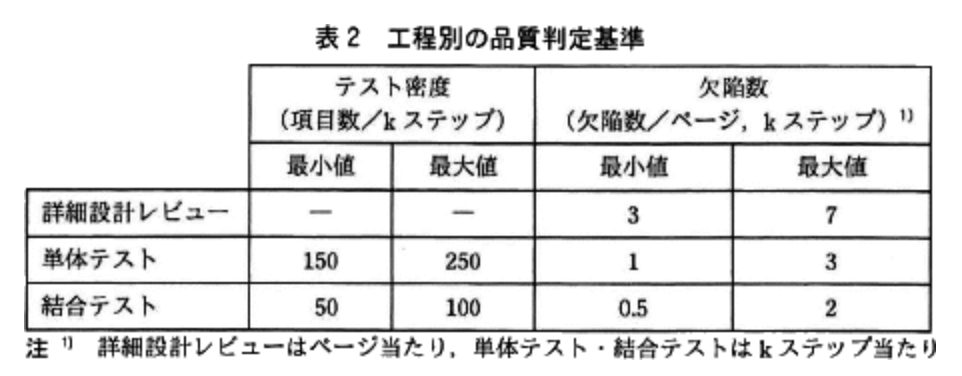 表2 工程別の品質判定基準
テスト密度 欠陥数
(項目数/kステップ) (欠陥数/ページ,kステップ) 1)
最小値 最大値 最小値 最大値
詳細設計レビュー — — 3 7
単体テスト 150 250 1 3
結合テスト 50 100 0.5 2
注 1) 詳細設計レビューはページ当たり,単体テスト・結合テストはkステップ当たり